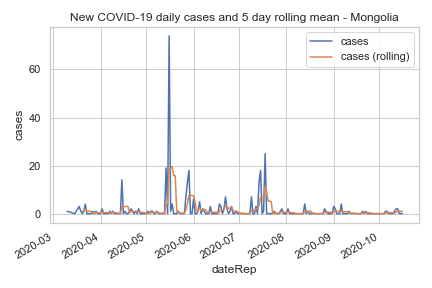 New COVID-19 daily cases and 5 day rolling mean - Mongolia
cases
cases (rolling)
60
40
20
0
cases
2020-03
2020-04
2020-05
2020-06
2020-07
2020-08
2020-09
2020-10
dateRep